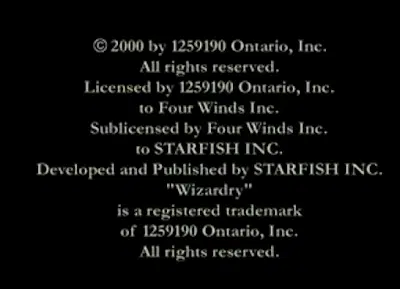 © 2000 by 1259190 Ontario, Inc.
All rights reserved.
Licensed by 1259190 Ontario, Inc.
to Four Winds Inc.
Sublicensed by Four Winds Inc.
to STARFISH INC.
Developed and Published by STARFISH INC.
"Wizardry"
is a registered trademark
of 1259190 Ontario, Inc.
All rights reserved.